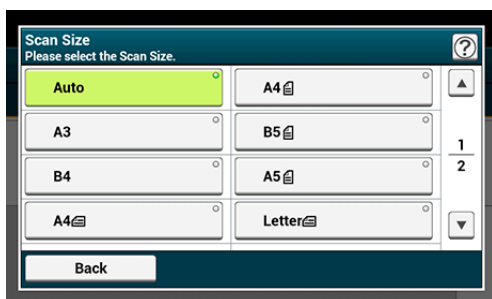 Scan Size
Please select the Scan Size.
?
Auto
A4
A3
B5
B4
A5
A4
Letter
1
2
Back